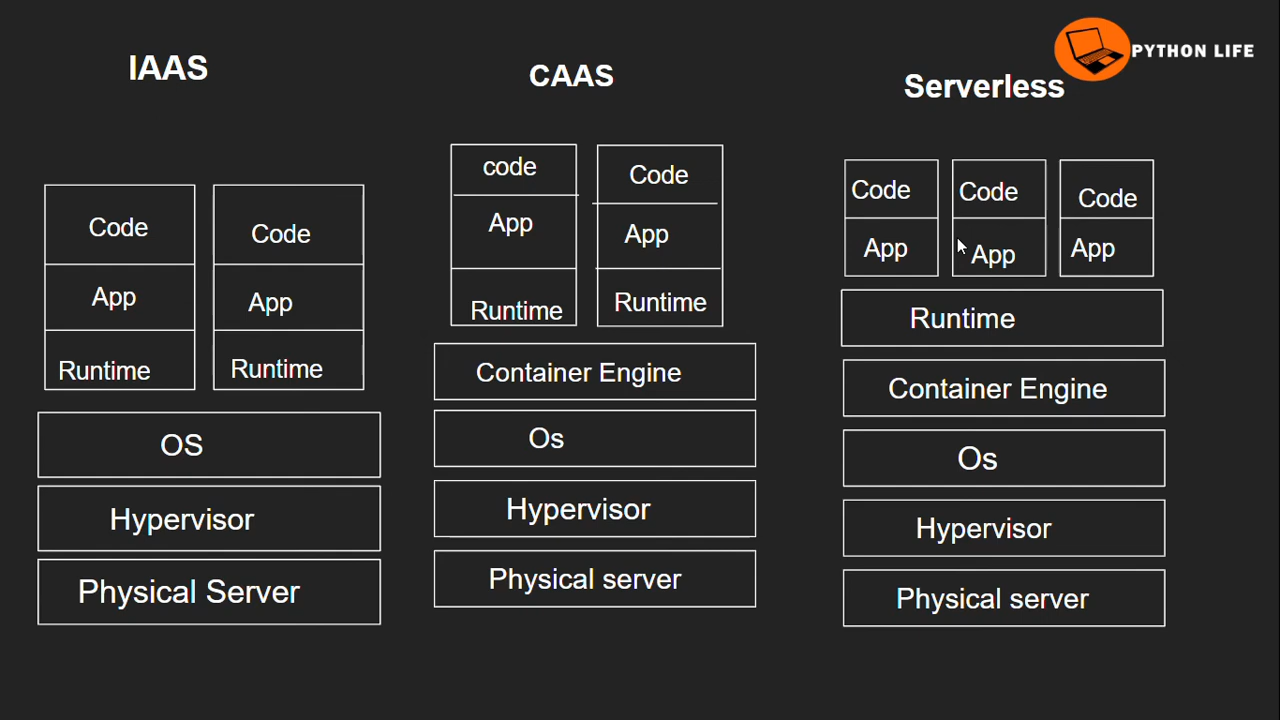 IAAS
Code
Code
App
App
Runtime
Runtime
OS
Hypervisor
Physical Server
CAAS
code
Code
App
App
Runtime
Runtime
Container Engine
Os
Hypervisor
Physical server
PYTHON LIFE
Serverless
Code
Code
Code
App
App
App
Runtime
Container Engine
Os
Hypervisor
Physical server